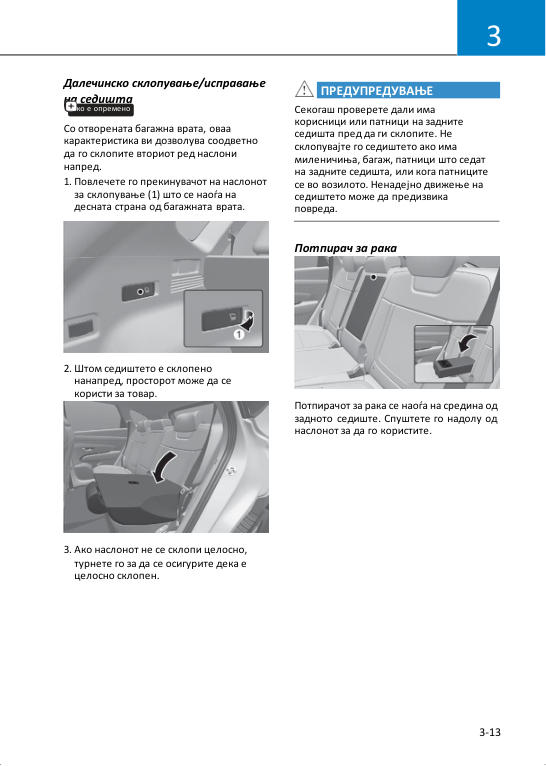 3
Далечинско склопување/исправање
на седишта
ако е опремено
Со отворената багажна врата, оваа
карактеристика ви дозволува соодветно
да го склопите вториот ред наслони
напред.
1. Повлечете го прекинувачот на наслонот
за склопување (1) што се наоѓа на
десната страна од багажната врата.
1
2. Штом седиштето е склопено
нанапред, просторот може да се
користи за товар.
3. Ако наслонот не се склопи целосно,
турнете го за да се осигурите дека е
целосно склопен.
ПРЕДУПРЕДУВАЊЕ
Секогаш проверете дали има
корисници или патници на задните
седишта пред да ги склопите. Не
склопувајте го седиштето ако има
миленичиња, багаж, патници што седат
на задните седишта, или кога патниците
се во возилото. Ненадејно движење на
седиштето може да предизвика
повреда.
Потпирач за рака
Потпирачот за рака се наоѓа на средина од
задното седиште. Спуштете го надолу од
наслонот за да го користите.
3-13